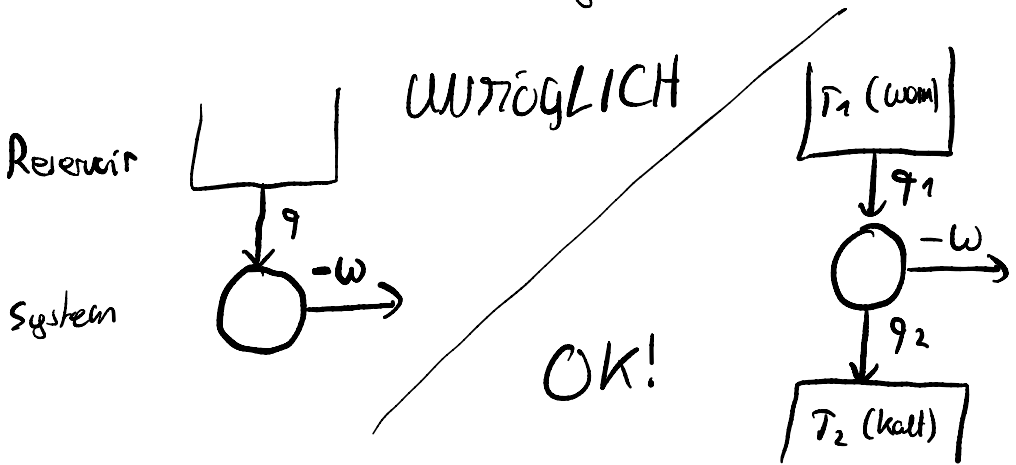 UNMÖGLICH
Reservoir
q
-w
System
OK!
T₁ (warm)
q₁
-w
q₂
T₂ (kalt)